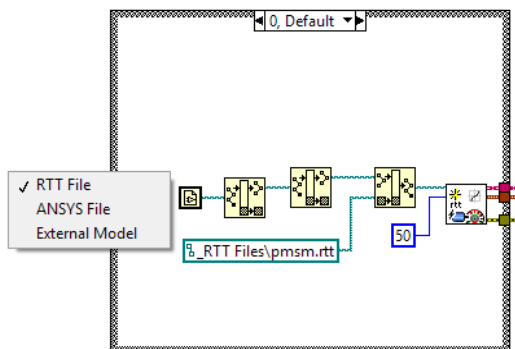 0, Default
RTT File
ANSYS File
External Model
_RTT Files\pmsm.rtt
rtt
50